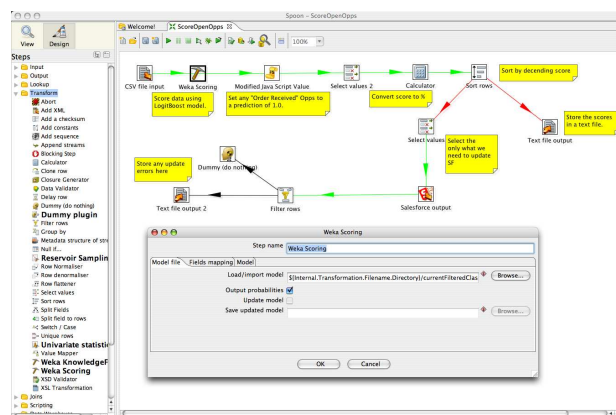 Spoon - ScoreOpenOpps
View
Design
Welcome!
ScoreOpenOpps
100%
Steps
Input
Output
Lookup
Transform
Abort
Add XML
Add a checksum
Add constants
Add sequence
Append streams
Blocking Step
Calculator
Clone row
Closure Generator
Data Validator
Delay row
Dummy (do nothing)
Dummy plugin
Filter rows
Group by
Metadata structure of stre
Null if...
Reservoir Samplin
Row Normaliser
Row denormaliser
Row flattener
Select values
Sort rows
Split Fields
Split field to rows
Switch / Case
Unique rows
Univariate statistic
Value Mapper
Weka KnowledgeF
Weka Scoring
XSD Validator
XSL Transformation
Joins
Scripting
CSV file input
Weka Scoring
Modified Java Script Value
Select values 2
Calculator
Sort rows
Sort by decending score
Score data using
LogitBoost model.
Set any "Order Received" Opps to
a prediction of 1.0.
Convert score to %
Store the scores
in a text file.
Select values
Select the
only what we
need to update
SF
Text file output
Store any update
errors here
Dummy (do nothing)
Text file output 2
Filter rows
Salesforce output
Weka Scoring
Step name
Weka Scoring
Model file
Fields mapping
Model
Load/import model
${Internal.Transformation.Filename.Directory}/currentFilteredClas
Browse...
Output probabilities
Update model
Save updated model
Browse...
OK
Cancel